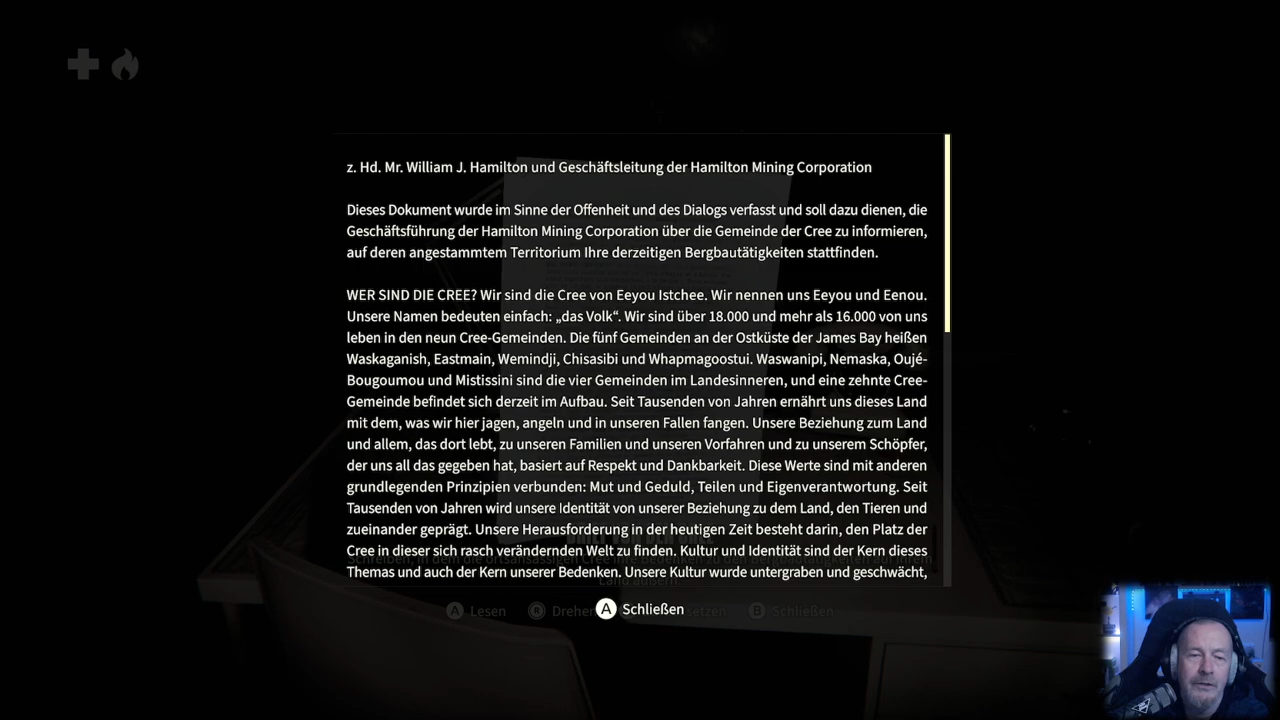 z. Hd. Mr. William J. Hamilton und Geschäftsleitung der Hamilton Mining Corporation
Dieses Dokument wurde im Sinne der Offenheit und des Dialogs verfasst und soll dazu dienen, die
Geschäftsführung der Hamilton Mining Corporation über die Gemeinde der Cree zu informieren,
auf deren angestammtem Territorium Ihre derzeitigen Bergbautätigkeiten stattfinden.
WER SIND DIE CREE? Wir sind die Cree von Eeyou Istchee. Wir nennen uns Eeyou und Eenou.
Unsere Namen bedeuten einfach: „das Volk“. Wir sind über 18.000 und mehr als 16.000 von uns
leben in den neun Cree-Gemeinden. Die fünf Gemeinden an der Ostküste der James Bay heißen
Waskaganish, Eastmain, Wemindji, Chisasibi und Whapmagoostui. Waswanipi, Nemaska, Oujé-
Bougoumou und Mistissini sind die vier Gemeinden im Landesinneren, und eine zehnte Cree-
Gemeinde befindet sich derzeit im Aufbau. Seit Tausenden von Jahren ernährt uns dieses Land
mit dem, was wir hier jagen, angeln und in unseren Fallen fangen. Unsere Beziehung zum Land
und allem, das dort lebt, zu unseren Familien und unseren Vorfahren und zu unserem Schöpfer,
der uns all das gegeben hat, basiert auf Respekt und Dankbarkeit. Diese Werte sind mit anderen
grundlegenden Prinzipien verbunden: Mut und Geduld, Teilen und Eigenverantwortung. Seit
Tausenden von Jahren wird unsere Identität von unserer Beziehung zu dem Land, den Tieren und
zueinander geprägt. Unsere Herausforderung in der heutigen Zeit besteht darin, den Platz der
Cree in dieser sich rasch verändernden Welt zu finden. Kultur und Identität sind der Kern dieses
Themas und auch der Kern unserer Bedenken. Unsere Kultur wurde untergraben und geschwächt,
A Lesen R Drehen A Schließen B Schließen